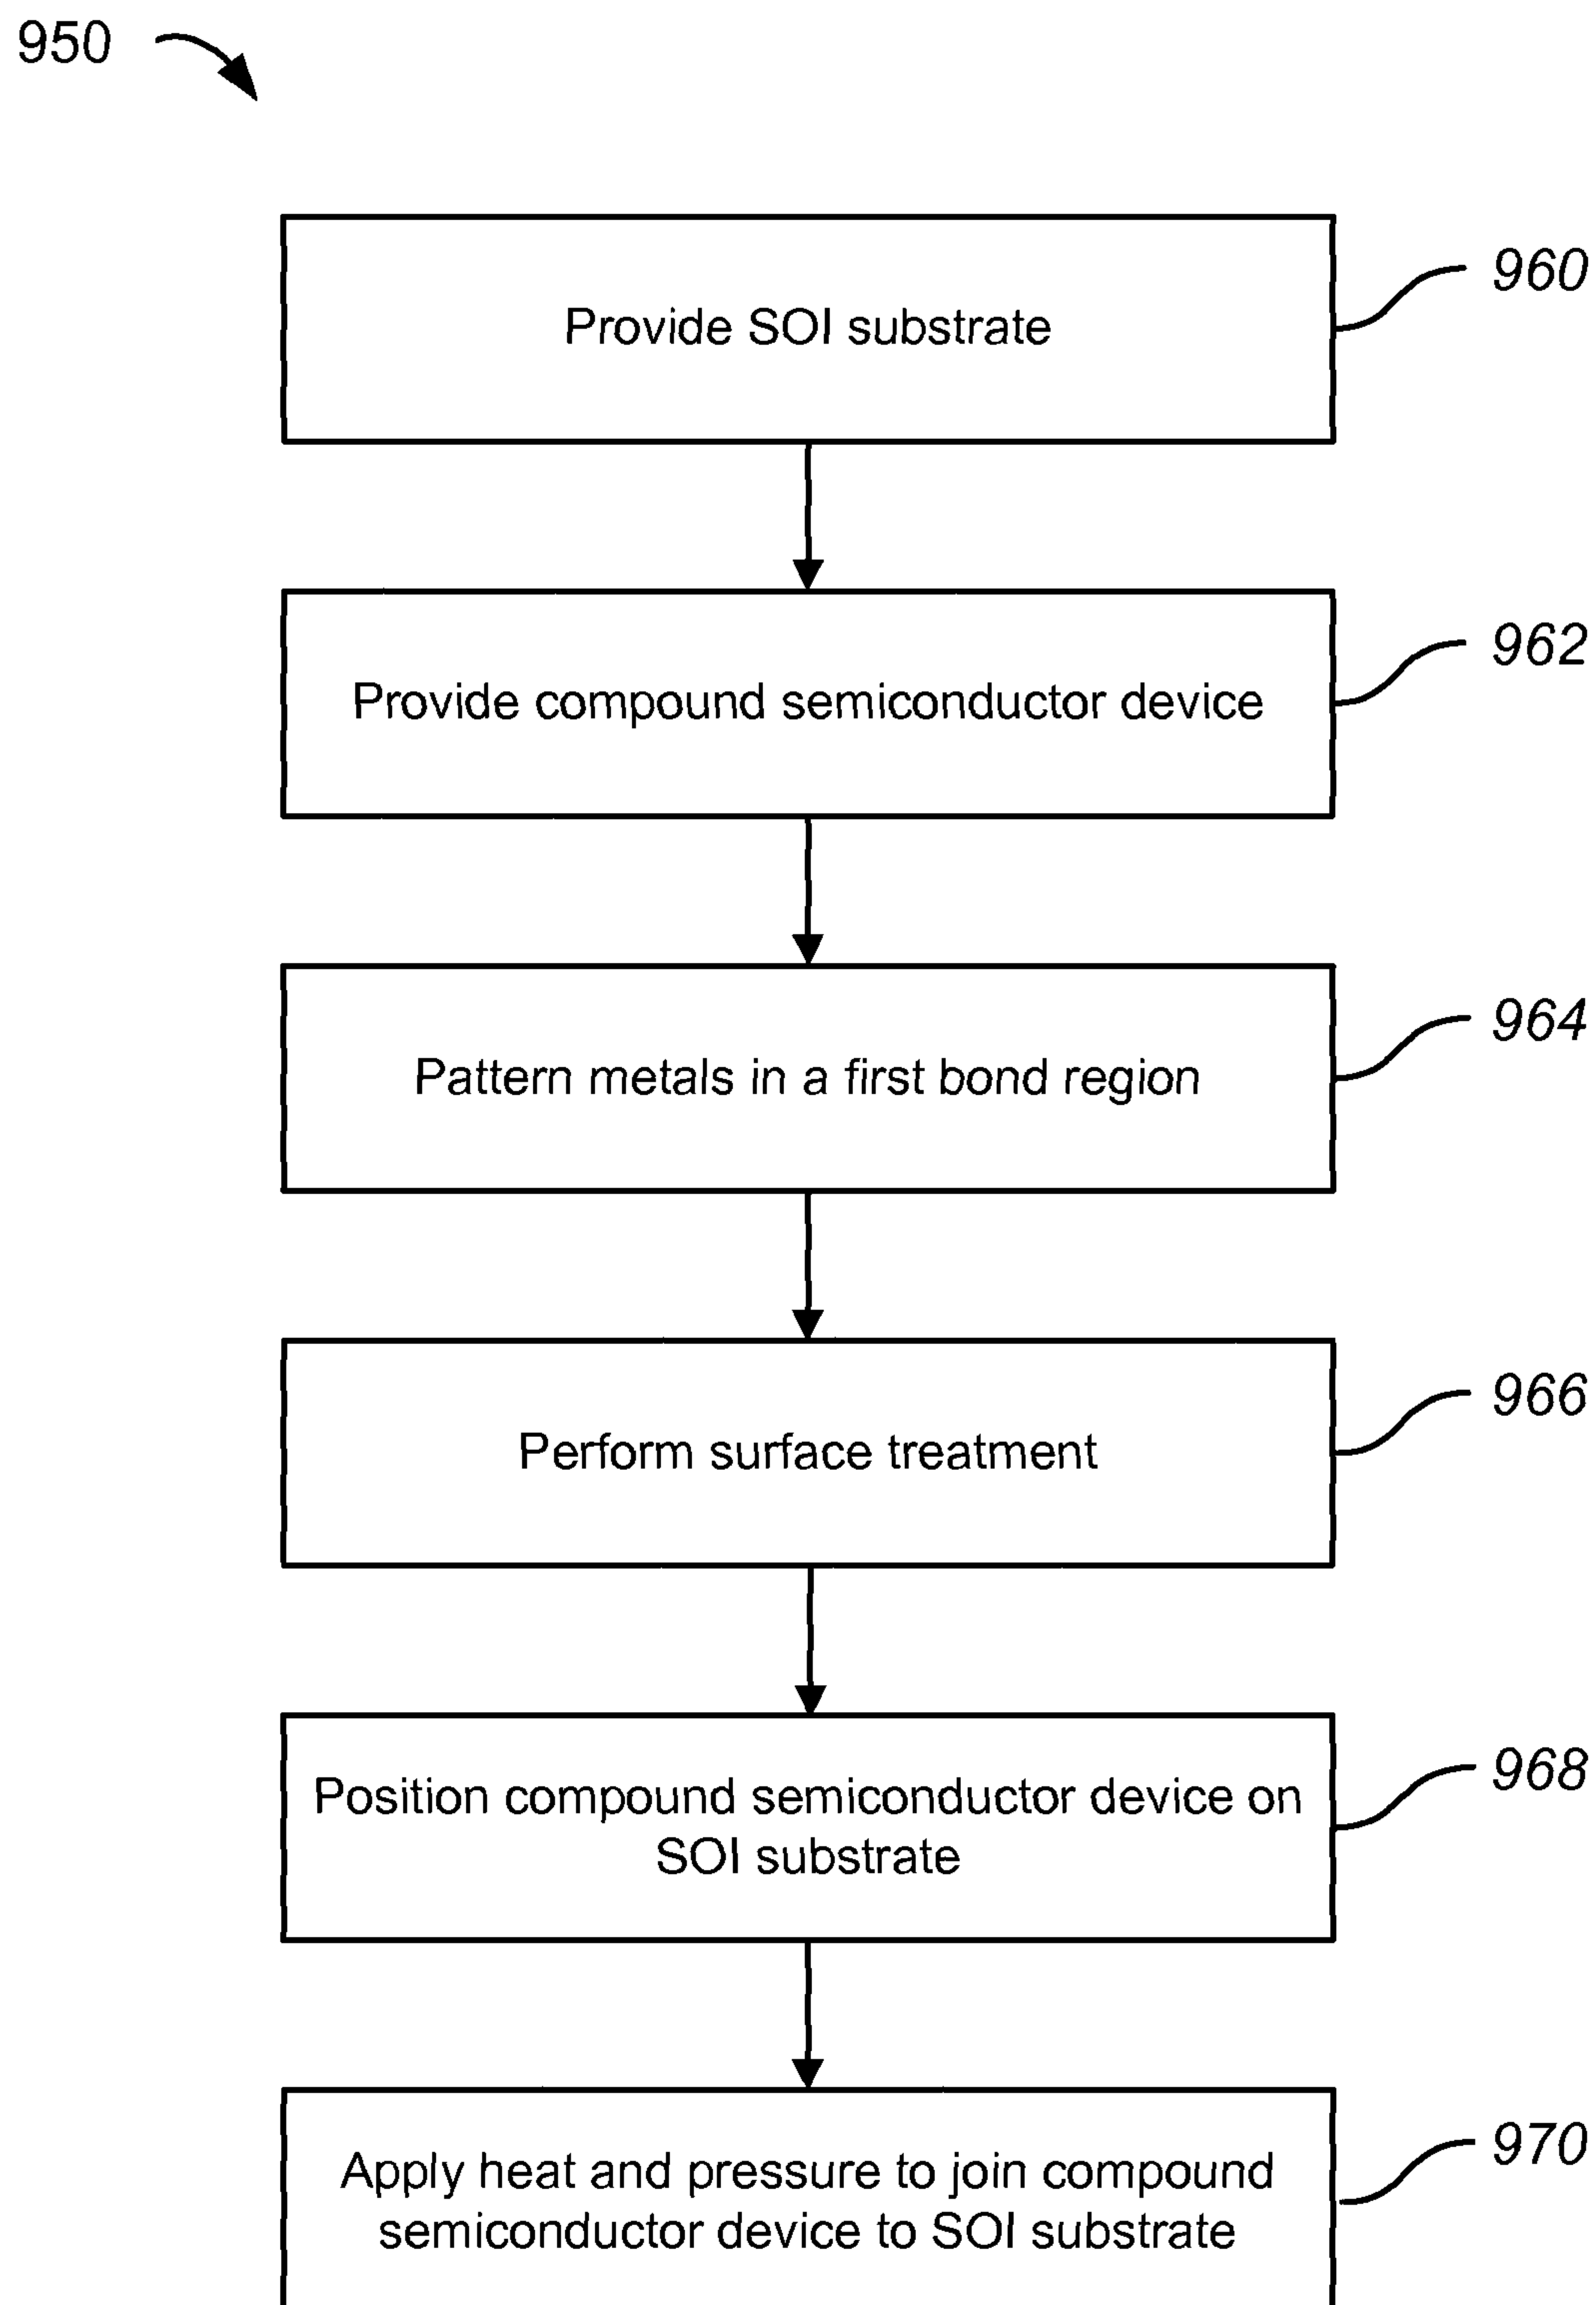 950
Provide SOI substrate
960
Provide compound semiconductor device
962
Pattern metals in a first bond region
964
Perform surface treatment
966
Position compound semiconductor device on
SOI substrate
968
Apply heat and pressure to join compound
semiconductor device to SOI substrate
970